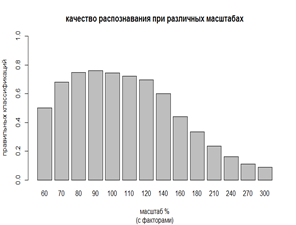 качество распознавания при различных масштабах
правильных классификаций
0.0 0.2 0.4 0.6 0.8 1.0
60 70 80 90 100 110 120 140 160 180 210 240 270 300
масштаб %
(с факторами)